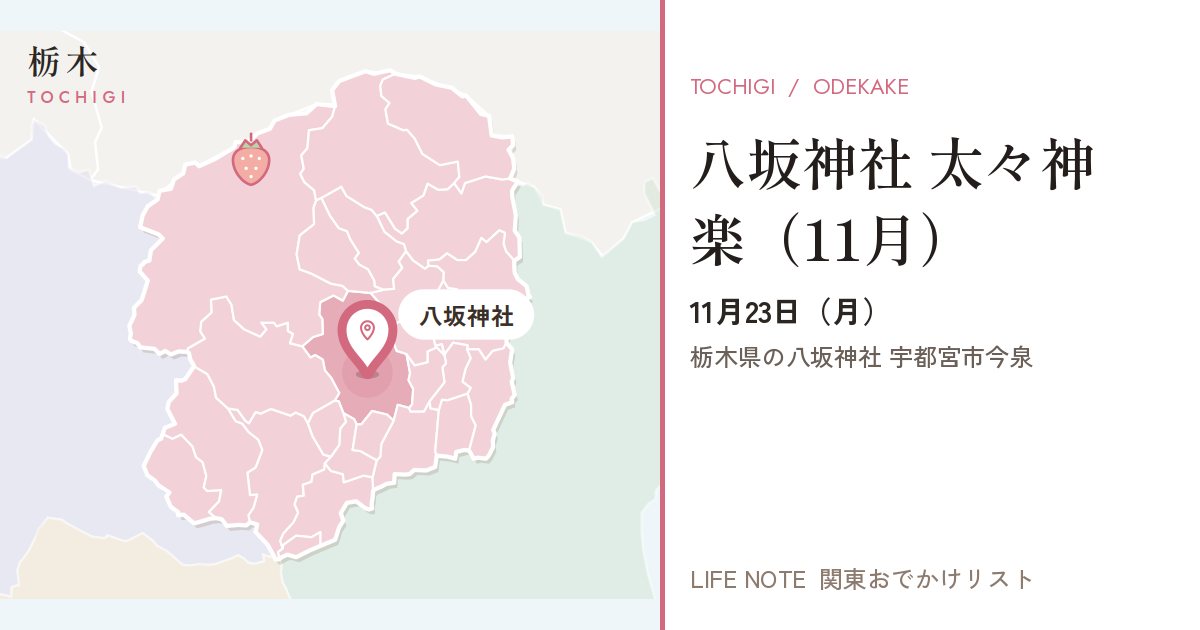 栃木
TOCHIGI
八坂神社
TOCHIGI / ODEKAKE
八坂神社 太々神
楽（11月）
11月23日（月）
栃木県の八坂神社 宇都宮市今泉
LIFE NOTE 関東おでかけリスト